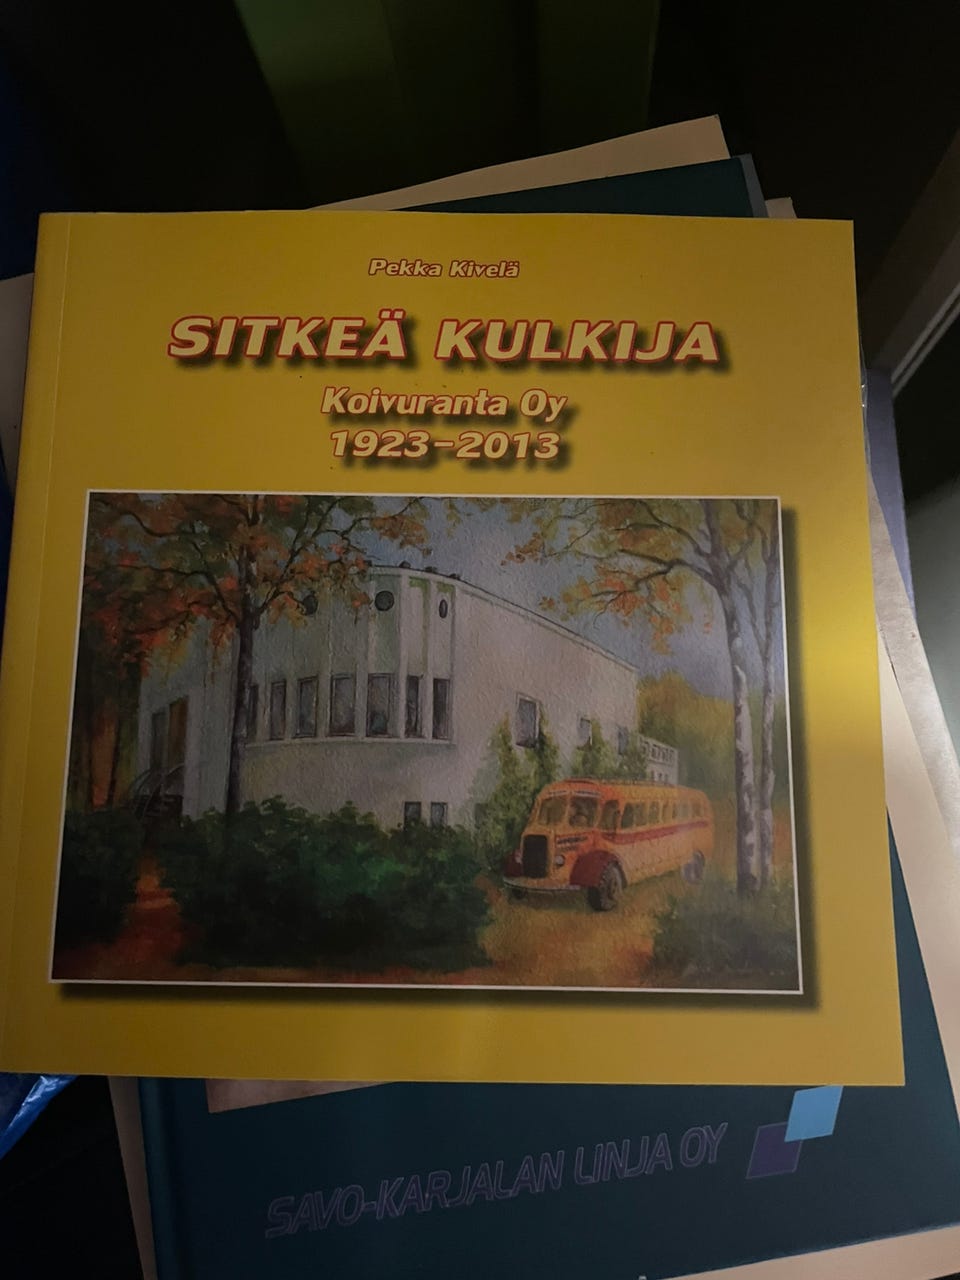 Pekka Kivelä
SITKEÄ KULKIJA
Koivuranta Oy
1923-2013
SAVO-KARJALAN LINJA OY